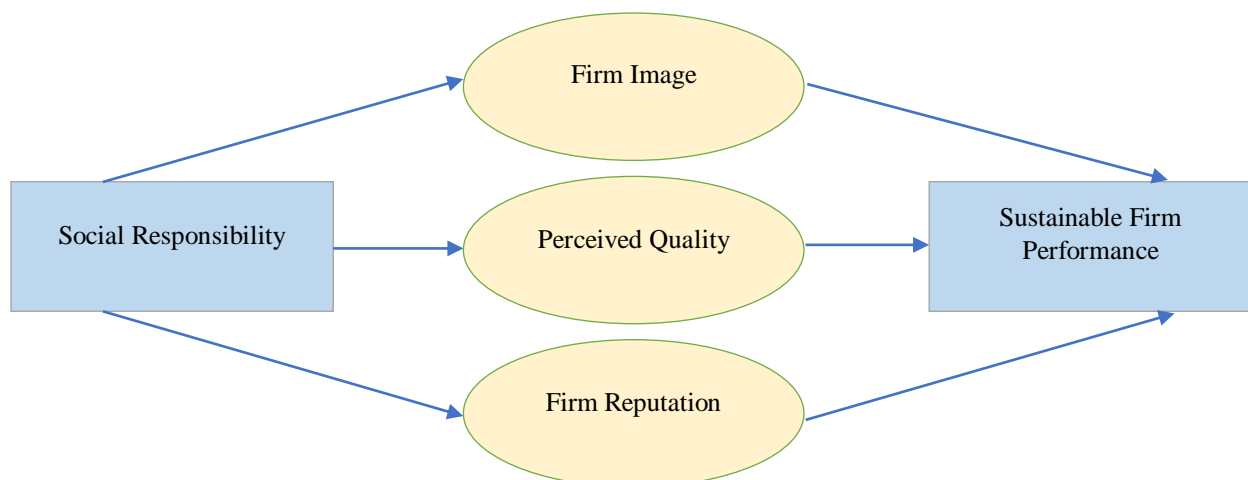 Firm Image
Social Responsibility
Perceived Quality
Sustainable Firm
Performance
Firm Reputation